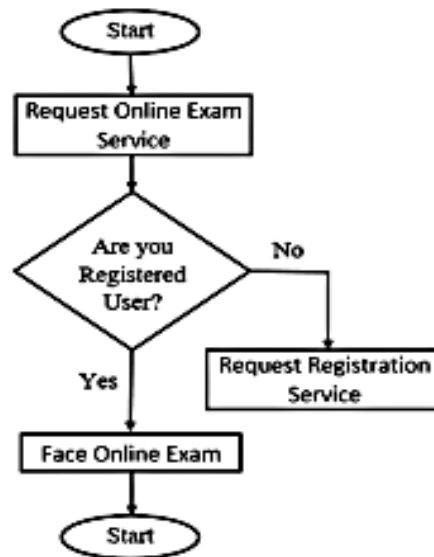 Start
Request Online Exam
Service
Are you
Registered
User?
No
Request Registration
Service
Yes
Face Online Exam
Start